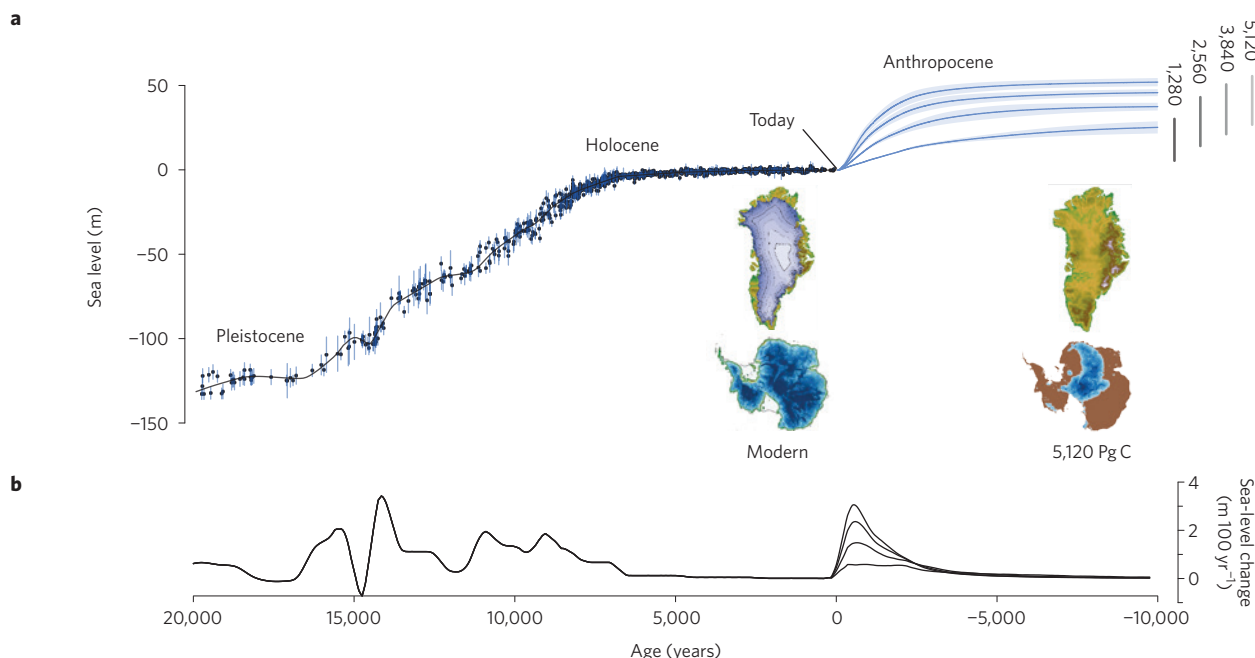 a
5,120
3,840
2,560
1,280
Anthropocene
50
Today
Holocene
0
Sea level (m)
−50
Pleistocene
−100
−150
Modern
5,120 Pg C
b
4
2
0
Sea-level change
(m 100 yr⁻¹)
20,000
15,000
10,000
5,000
0
−5,000
−10,000
Age (years)